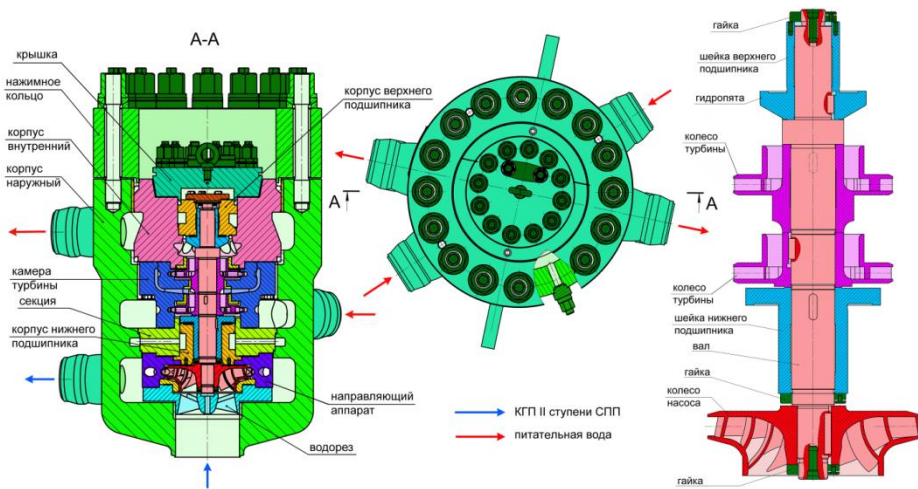 А-А
крышка
нажимное
кольцо
корпус
внутренний
корпус
наружный
камера
турбины
секция
корпус нижнего
подшипника
корпус верхнего
подшипника
направляющий
аппарат
водорез
А
А
КГП II ступени СПП
питательная вода
гайка
шейка верхнего
подшипника
гидропята
колесо
турбины
колесо
турбины
шейка нижнего
подшипника
вал
гайка
колесо
насоса
гайка